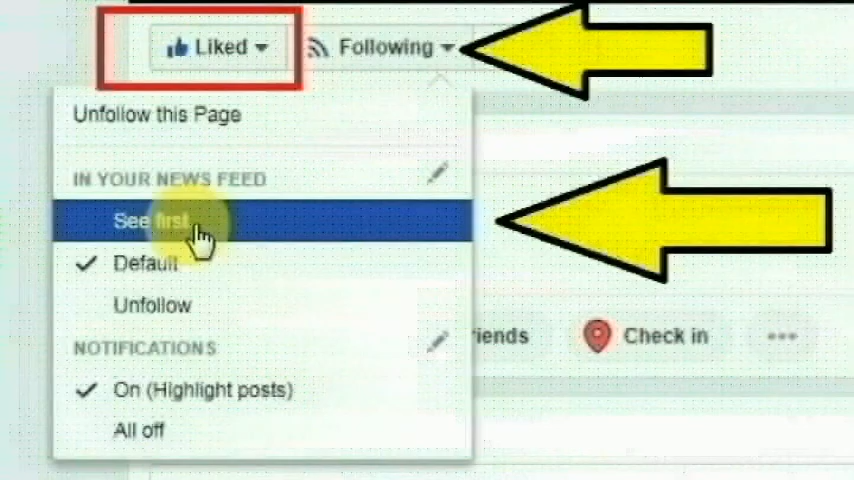 Liked
Following
Unfollow this Page
IN YOUR NEWS FEED
See first
Default
Unfollow
NOTIFICATIONS
riends
Check in
On (Highlight posts)
All off